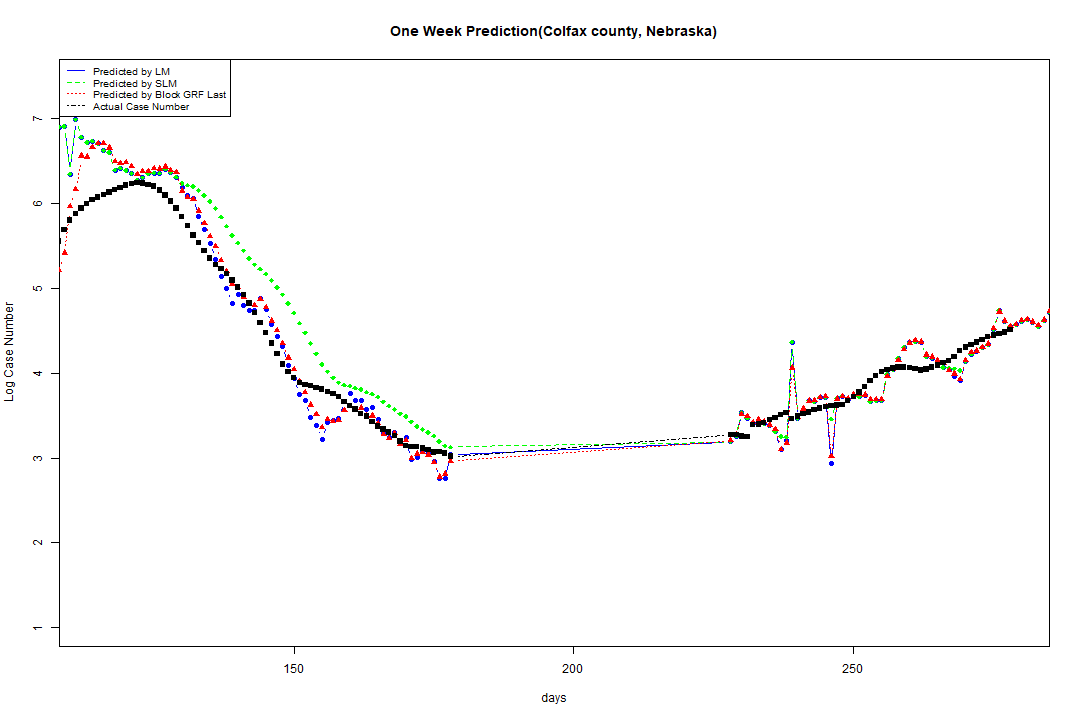 One Week Prediction(Colfax county, Nebraska)
Predicted by LM
Predicted by SLM
Predicted by Block GRF Last
Actual Case Number
Log Case Number
7
6
5
4
3
2
1
150
200
250
days